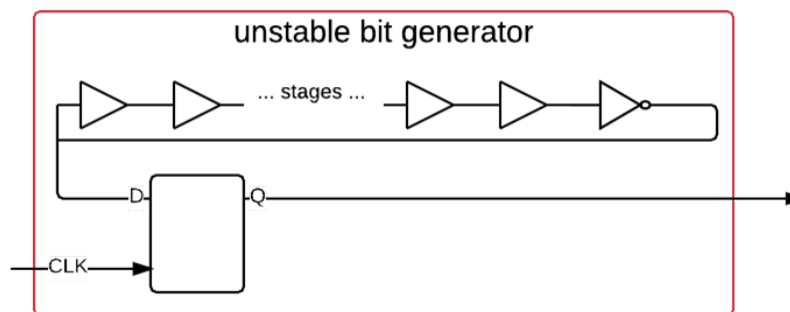 unstable bit generator
... stages ...
D
Q
CLK